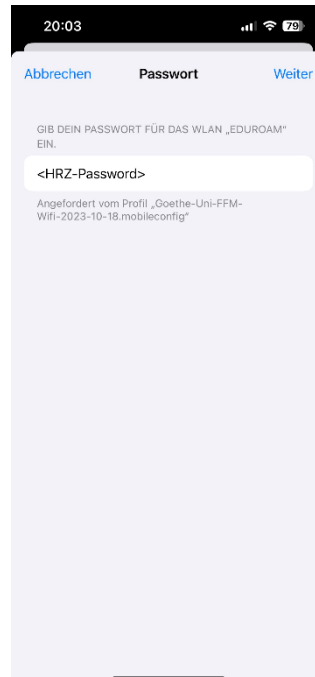 20:03
79
Abbrechen Passwort Weiter
GIB DEIN PASSWORT FÜR DAS WLAN „EDUROAM“
EIN.
<HRZ-Password>
Angefordert vom Profil „Goethe-Uni-FFM-
Wifi-2023-10-18.mobileconfig“